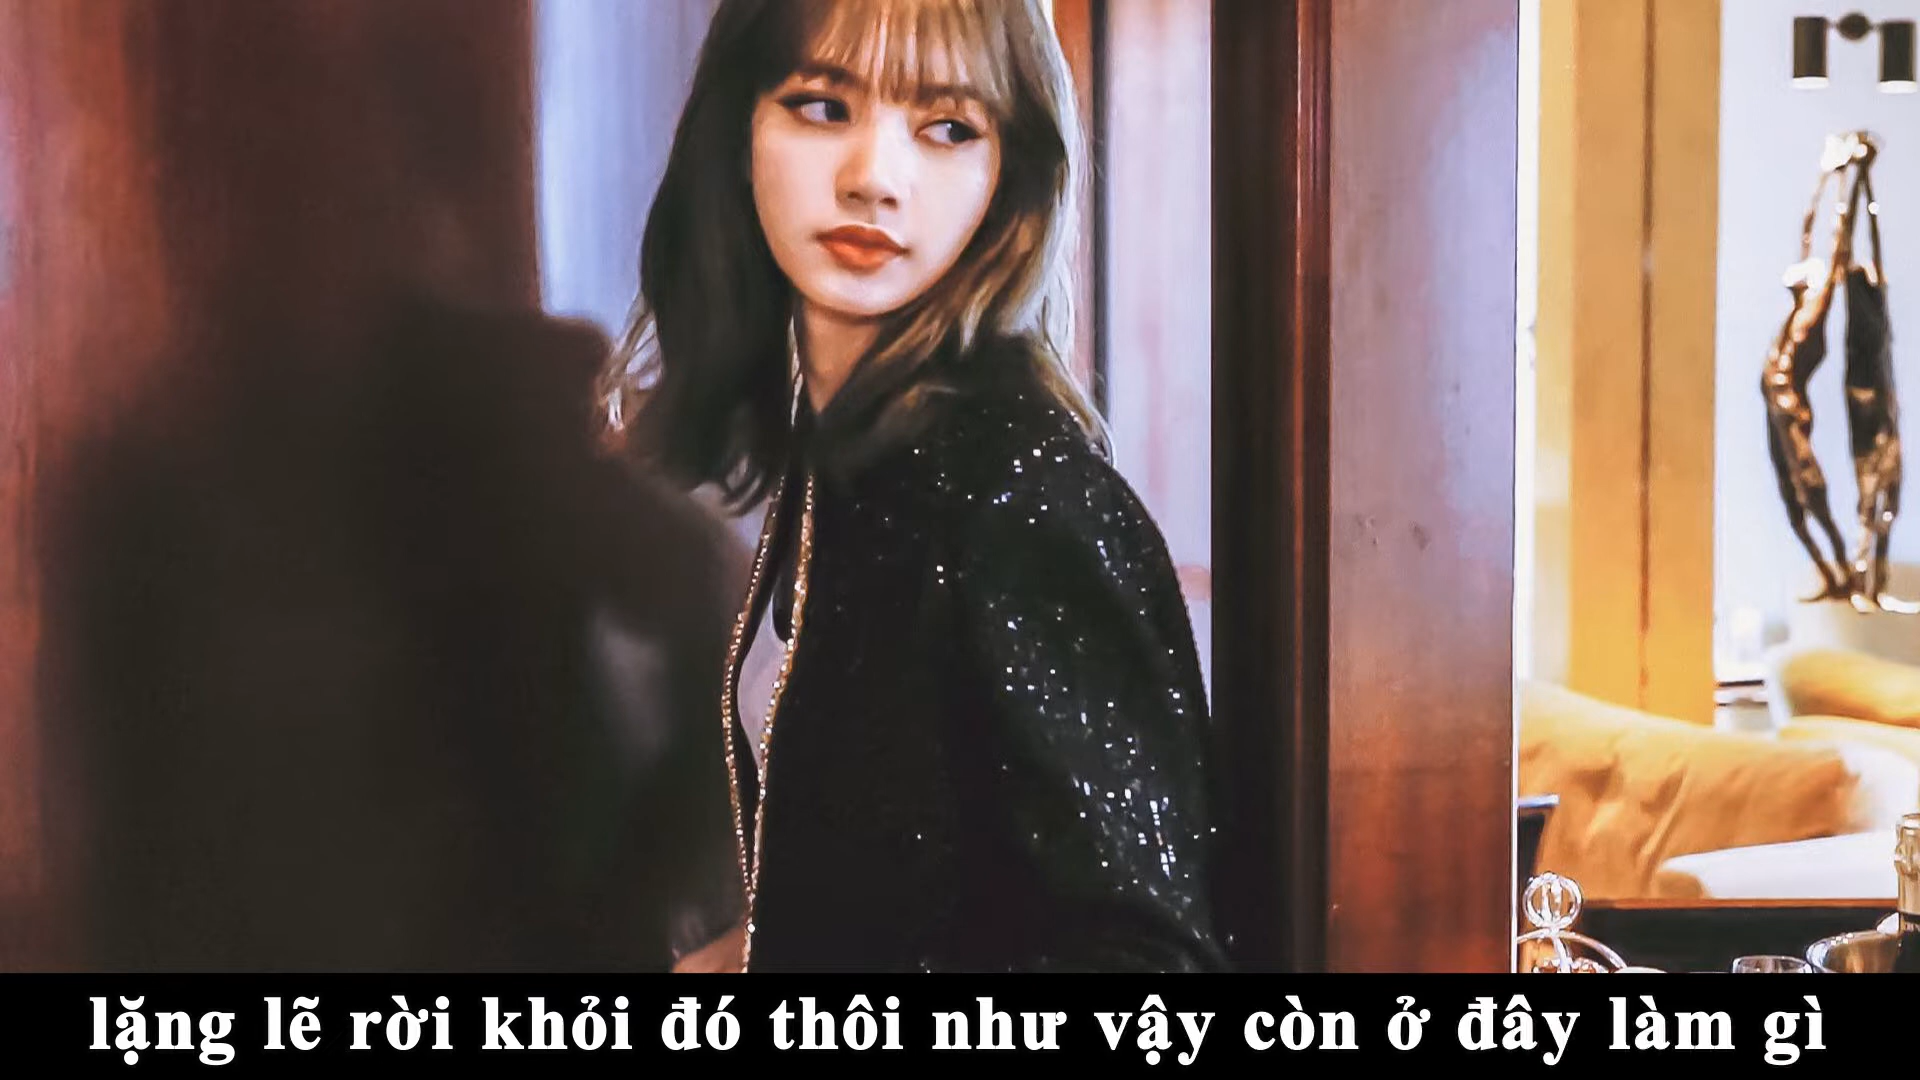 lặng lẽ rời khỏi đó thôi như vậy còn ở đây làm gì